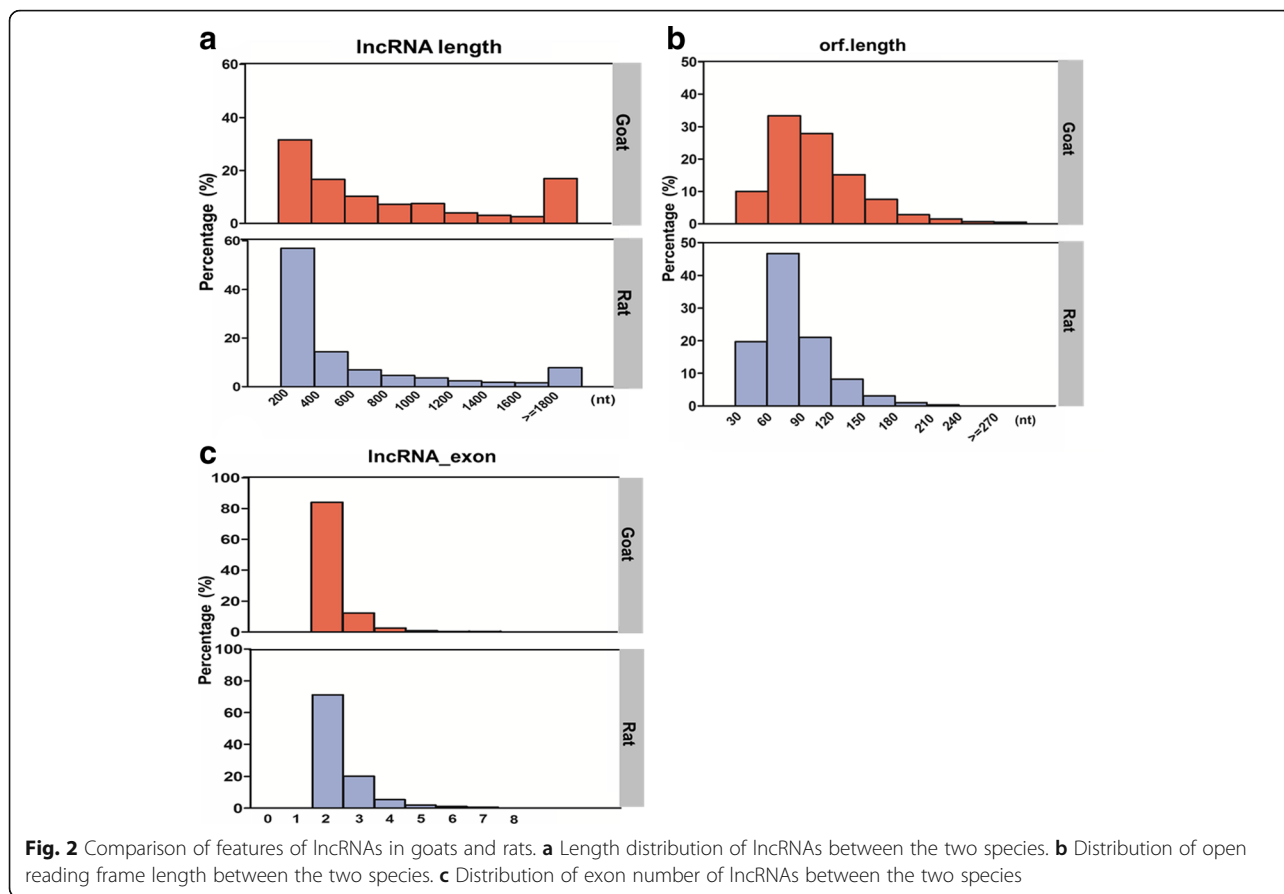 a
lncRNA length
Percentage (%)
60
40
20
0
Goat
60
40
20
0
Rat
200 400 600 800 1000 1200 1400 1600 >=1800 (nt)
b
orf.length
Percentage (%)
50
40
30
20
10
0
Goat
50
40
30
20
10
0
Rat
30 60 90 120 150 180 210 240 >=270 (nt)
c
lncRNA_exon
Percentage (%)
100
80
60
40
20
0
Goat
100
80
60
40
20
0
Rat
0 1 2 3 4 5 6 7 8
Fig. 2 Comparison of features of lncRNAs in goats and rats. a Length distribution of lncRNAs between the two species. b Distribution of open
reading frame length between the two species. c Distribution of exon number of lncRNAs between the two species